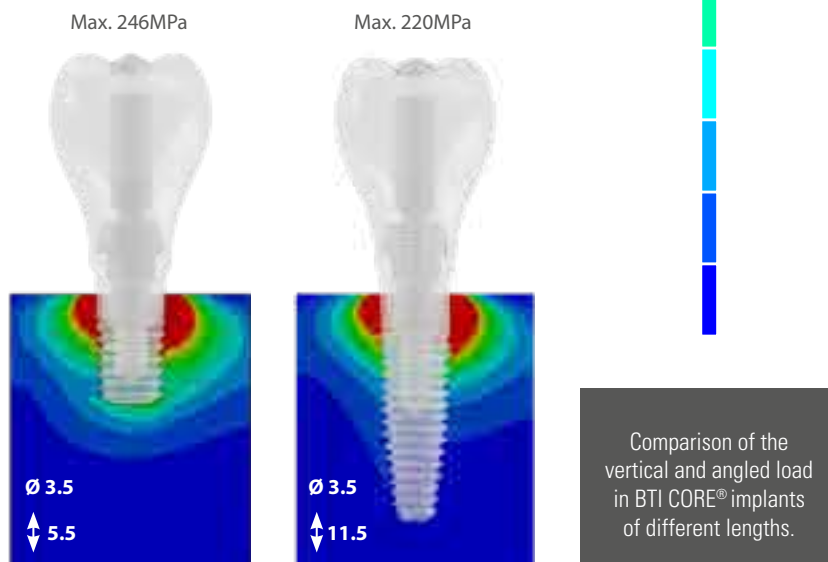 Max. 246MPa
Max. 220MPa
Ø 3.5
5.5
Ø 3.5
11.5
Comparison of the
vertical and angled load
in BTI CORE® implants
of different lengths.